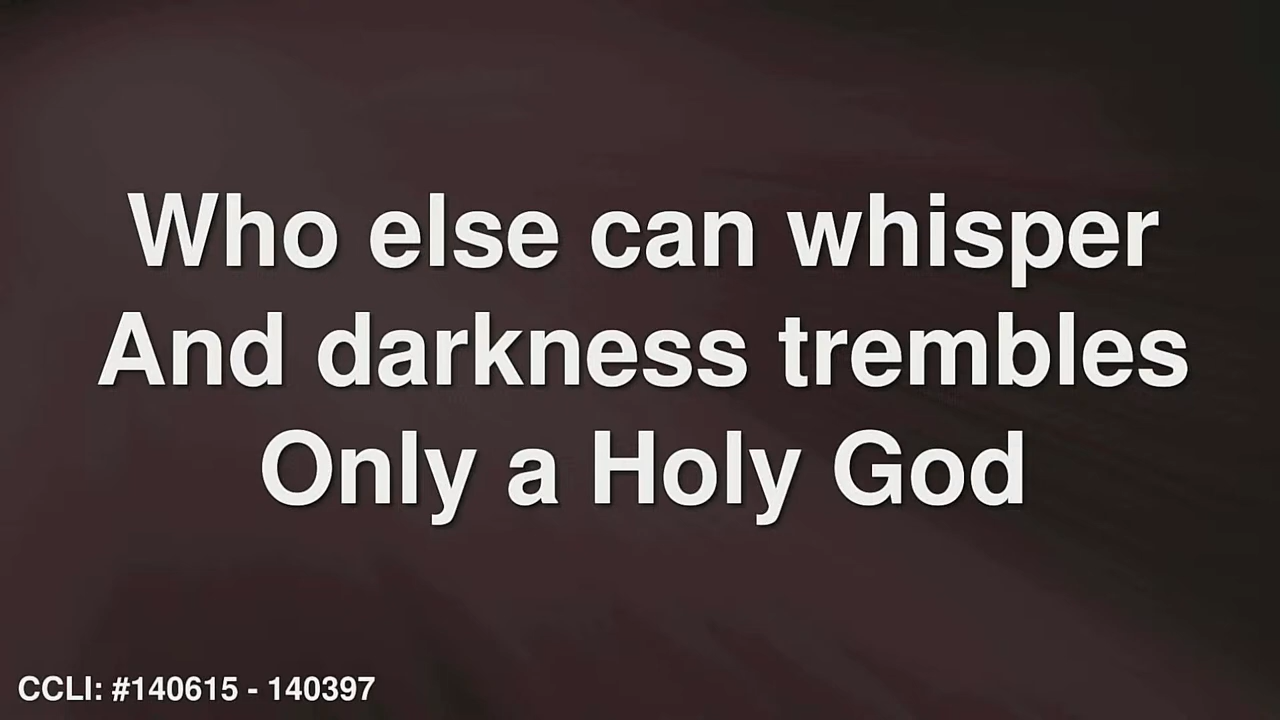 Who else can whisper
And darkness trembles
Only a Holy God
CCLI: #140615 - 140397